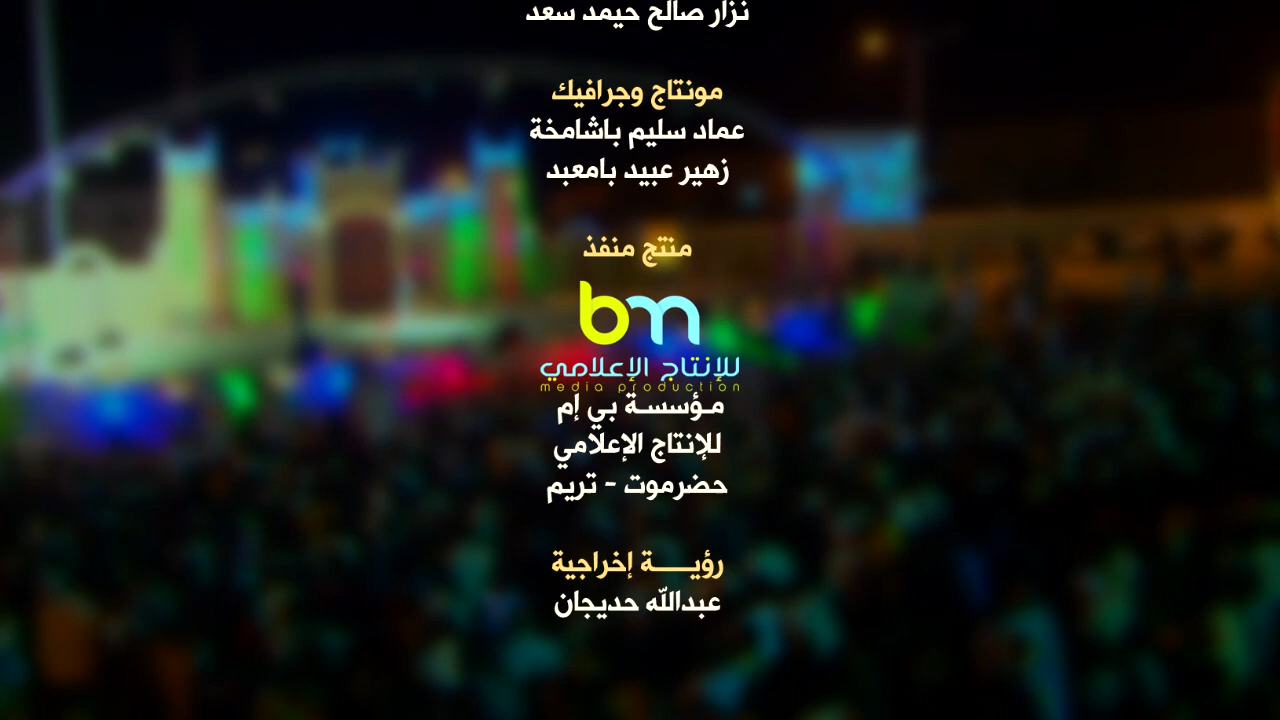 نزار صالح حيمد سعد
مونتاج وجرافيك
عماد سليم باشامخة
زهير عبيد بامعبد
منتج منفذ
bm
للإنتاج الإعلامي
media production
مـؤسسـة بي إم
للإنتاج الإعلامي
حضرموت - تريم
رؤيـــة إخراجية
عبدالله حديجان